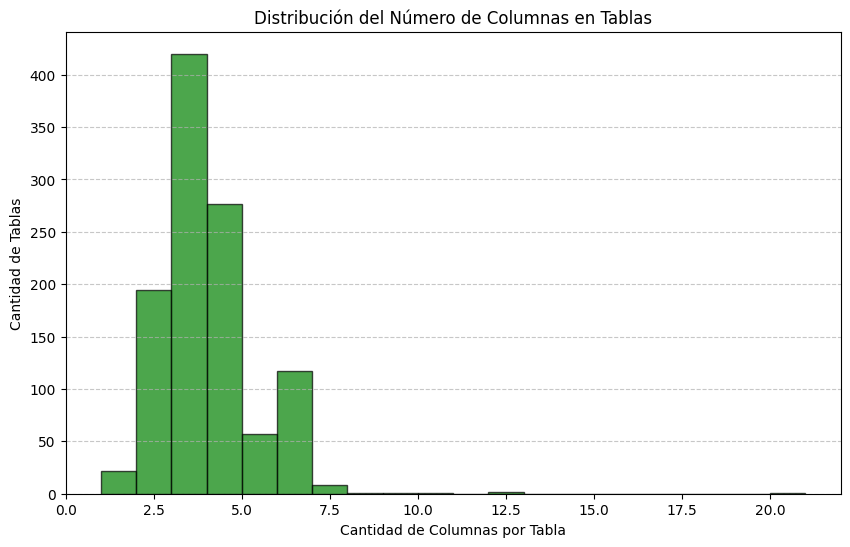 Distribución del Número de Columnas en Tablas
Cantidad de Tablas
400
350
300
250
200
150
100
50
0
0.0 2.5 5.0 7.5 10.0 12.5 15.0 17.5 20.0
Cantidad de Columnas por Tabla